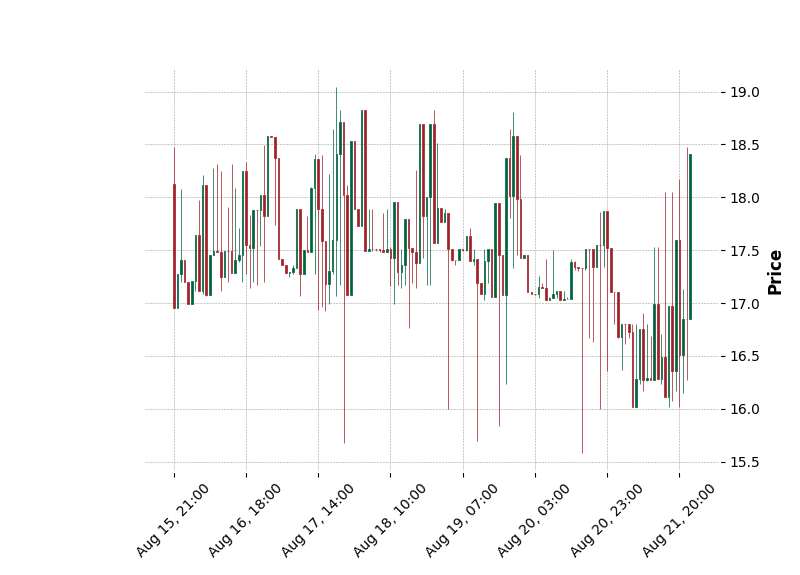 19.0
18.5
18.0
17.5
17.0
16.5
16.0
15.5
Price
Aug 15, 21:00
Aug 16, 18:00
Aug 17, 14:00
Aug 18, 10:00
Aug 19, 07:00
Aug 20, 03:00
Aug 20, 23:00
Aug 21, 20:00